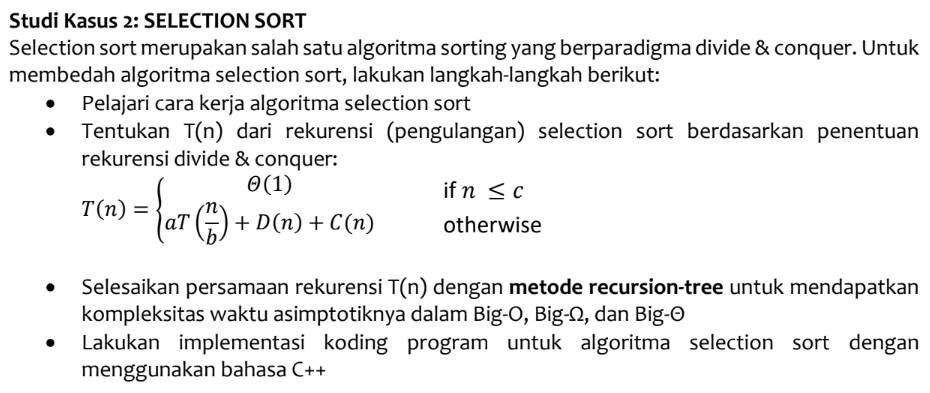 Studi Kasus 2: SELECTION SORT
Selection sort merupakan salah satu algoritma sorting yang berparadigma divide & conquer. Untuk
membedah algoritma selection sort, lakukan langkah-langkah berikut:
• Pelajari cara kerja algoritma selection sort
• Tentukan T(n) dari rekurensi (pengulangan) selection sort berdasarkan penentuan
rekurensi divide & conquer:
T(n) = { Θ(1) if n ≤ c
aT(n/b) + D(n) + C(n) otherwise
• Selesaikan persamaan rekurensi T(n) dengan metode recursion-tree untuk mendapatkan
kompleksitas waktu asimptotiknya dalam Big-O, Big-Ω, dan Big-Θ
• Lakukan implementasi koding program untuk algoritma selection sort dengan
menggunakan bahasa C++